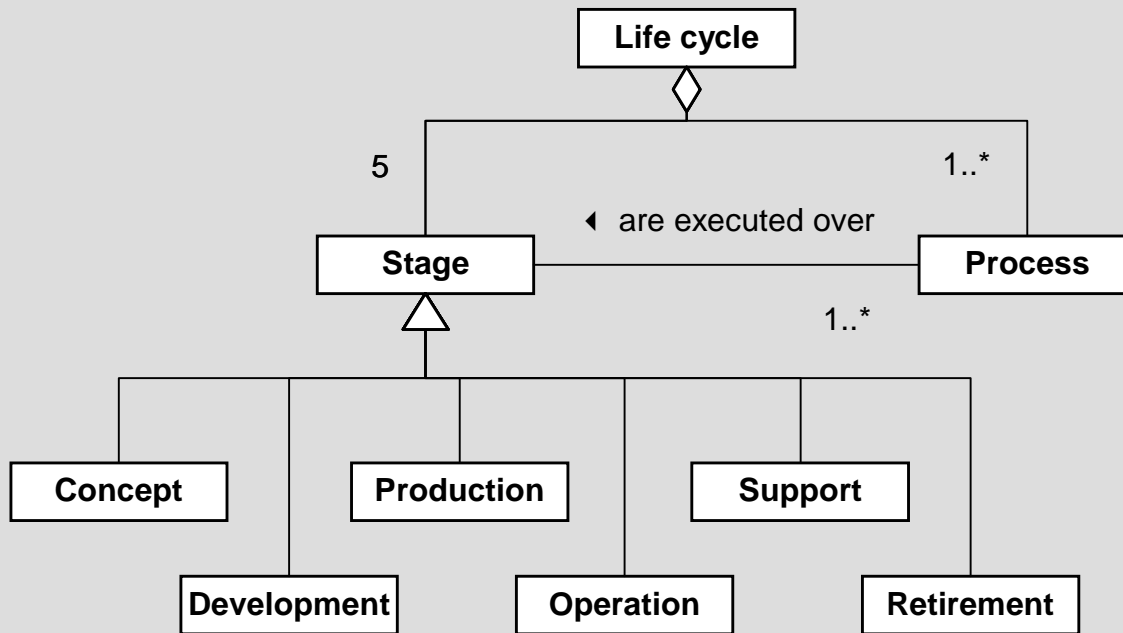 Life cycle
5
1..*
are executed over
Stage
Process
1..*
Concept
Production
Support
Development
Operation
Retirement